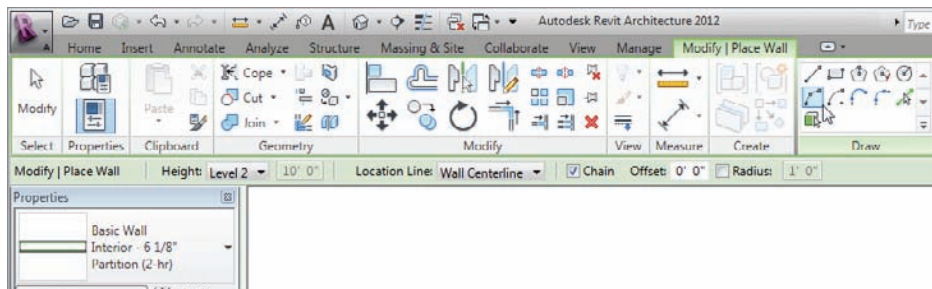 Autodesk Revit Architecture 2012
Type
Home Insert Annotate Analyze Structure Massing & Site Collaborate View Manage Modify | Place Wall
Modify
Paste
Cope
Cut
Join
Select Properties Clipboard Geometry Modify View Measure Create Draw
Modify | Place Wall Height: Level 2 10' 0" Location Line: Wall Centerline Chain Offset: 0' 0" Radius: 1' 0"
Properties
Basic Wall
Interior - 6 1/8"
Partition (2-hr)